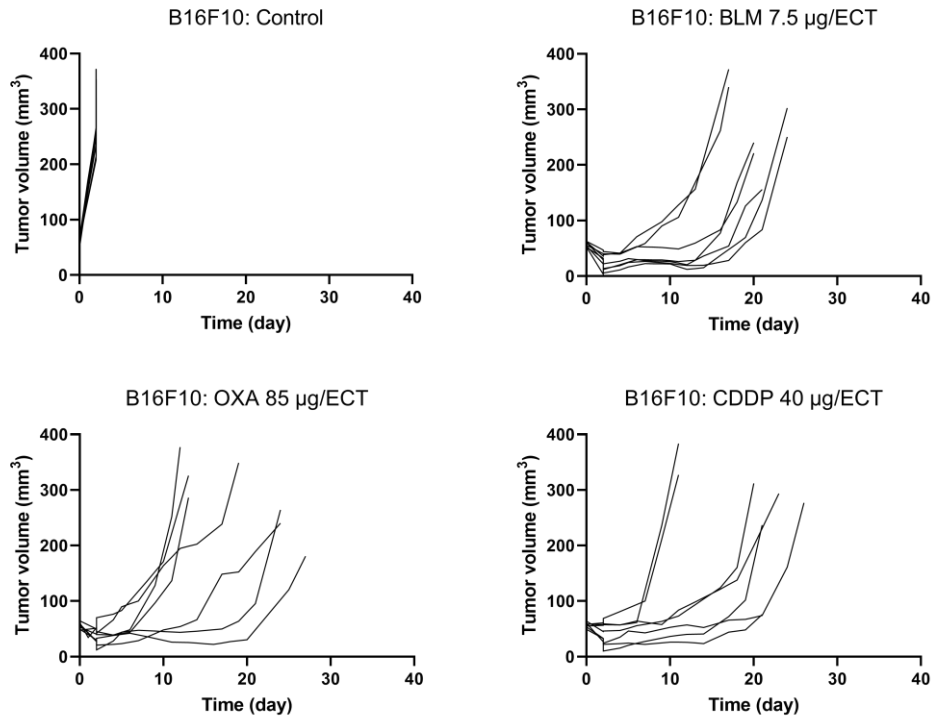 B16F10: Control
Tumor volume (mm³)
400
300
200
100
0
0 10 20 30 40
Time (day)
B16F10: BLM 7.5 µg/ECT
Tumor volume (mm³)
400
300
200
100
0
0 10 20 30 40
Time (day)
B16F10: OXA 85 µg/ECT
Tumor volume (mm³)
400
300
200
100
0
0 10 20 30 40
Time (day)
B16F10: CDDP 40 µg/ECT
Tumor volume (mm³)
400
300
200
100
0
0 10 20 30 40
Time (day)